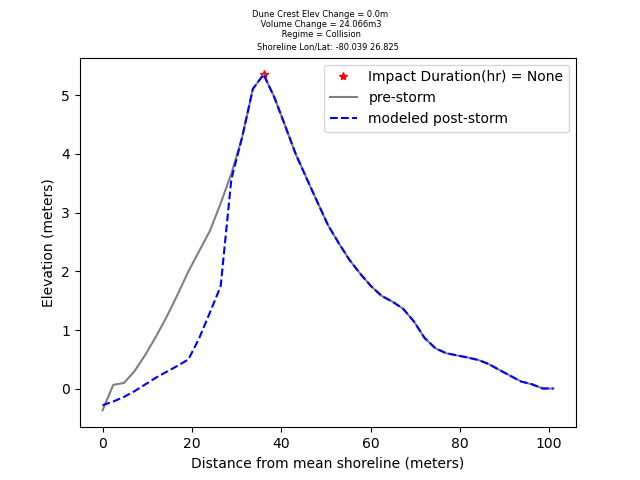 Dune Crest Elev Change = 0.0m
Volume Change = 24.066m3
Regime = Collision
Shoreline Lon/Lat: -80.039 26.825
Impact Duration(hr) = None
pre-storm
modeled post-storm
Elevation (meters)
5
4
3
2
1
0
0 20 40 60 80 100
Distance from mean shoreline (meters)